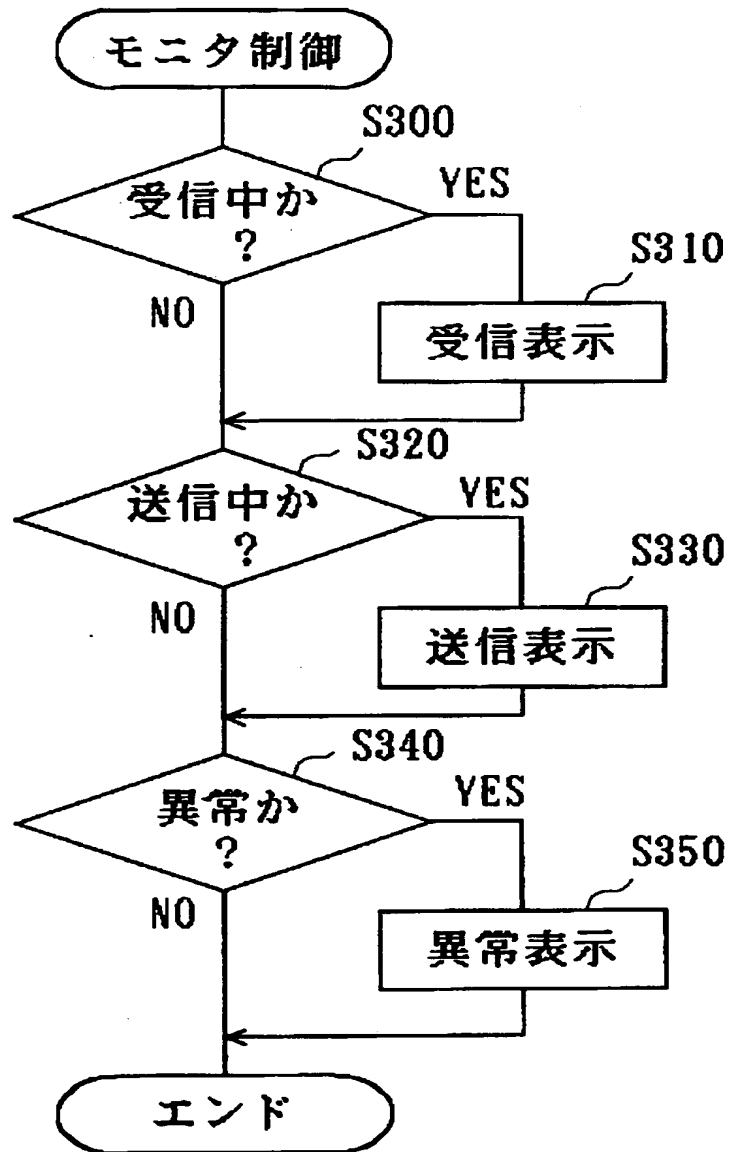 モニタ制御
S300
受信中か
?
YES
NO
S310
受信表示
S320
送信中か
?
YES
NO
S330
送信表示
S340
異常か
?
YES
NO
S350
異常表示
エンド